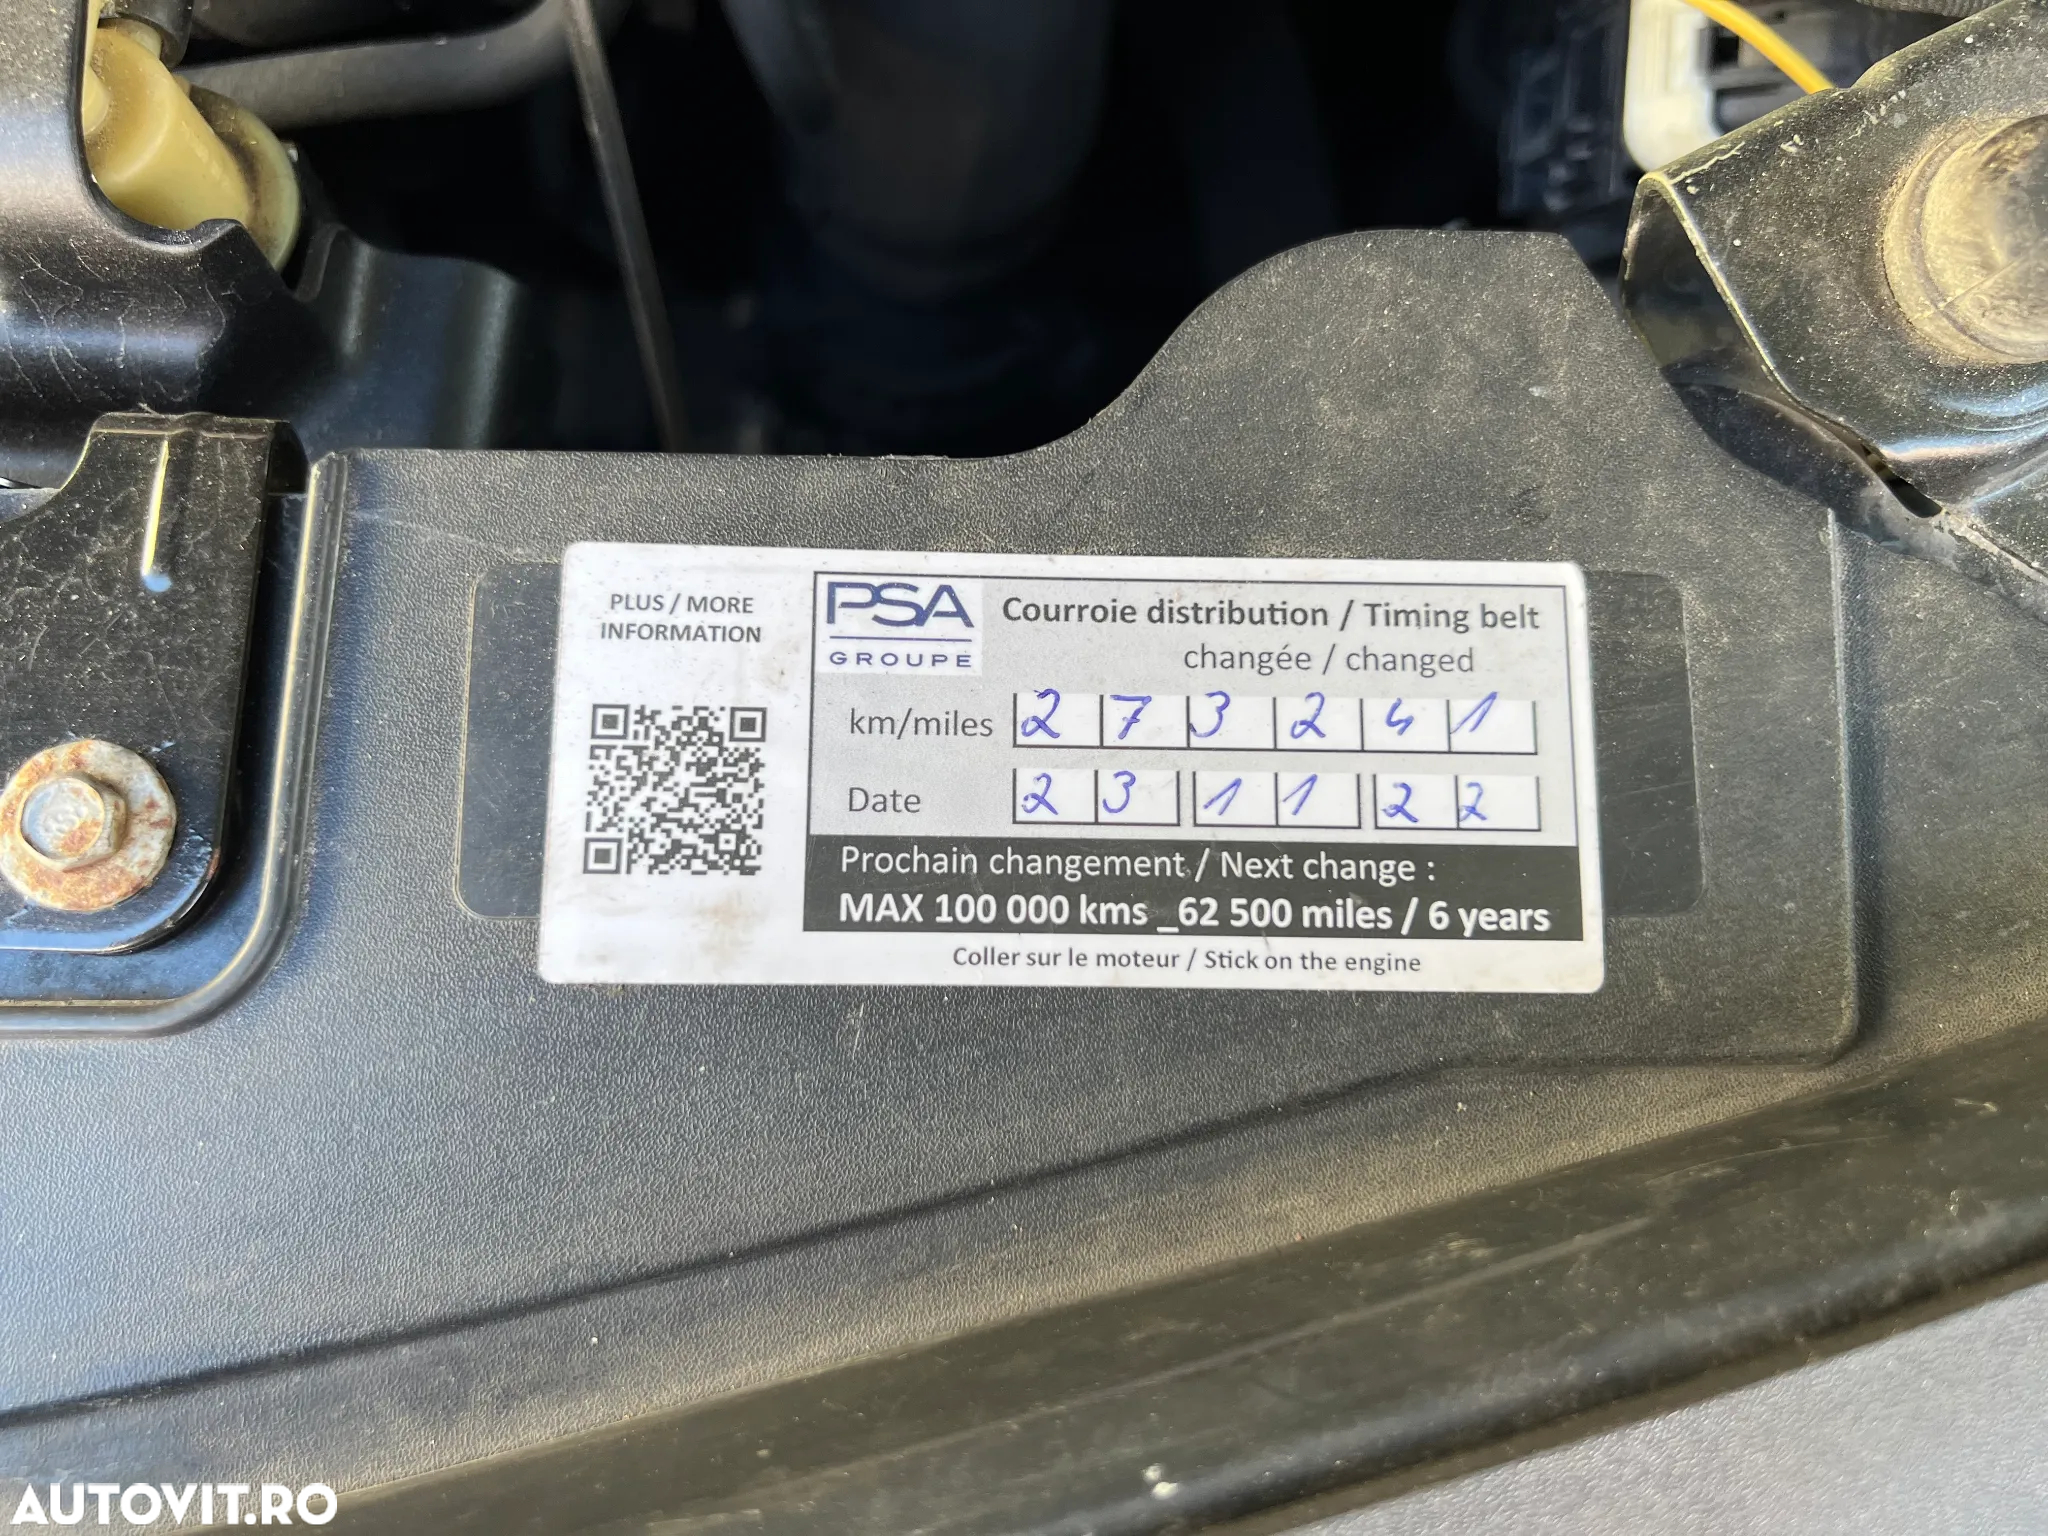 PLUS / MORE
INFORMATION
PSA
GROUPE
Courroie distribution / Timing belt
changée / changed
km/miles 2 7 3 2 4 1
Date 2 3 1 1 2 2
Prochain changement / Next change :
MAX 100 000 kms _62 500 miles / 6 years
Coller sur le moteur / Stick on the engine
AUTOVIT.RO